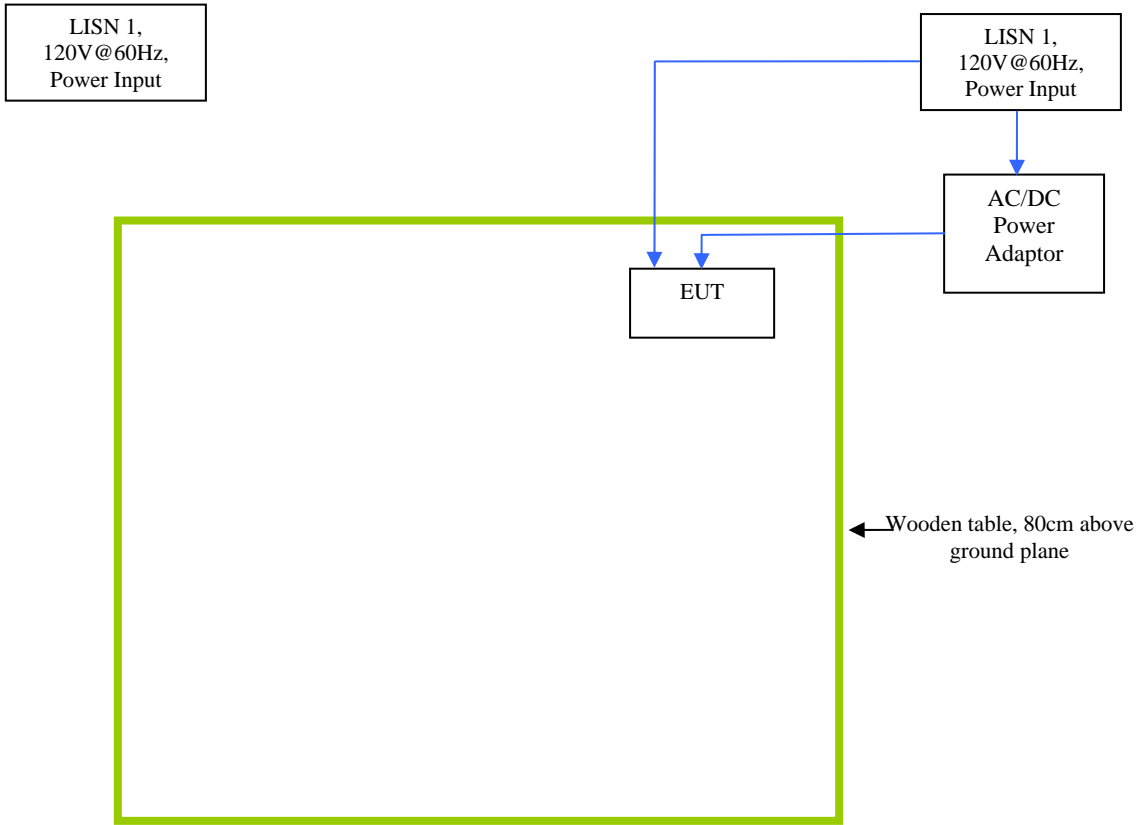 LISN 1,
120V@60Hz,
Power Input
LISN 1,
120V@60Hz,
Power Input
AC/DC
Power
Adaptor
EUT
Wooden table, 80cm above
ground plane